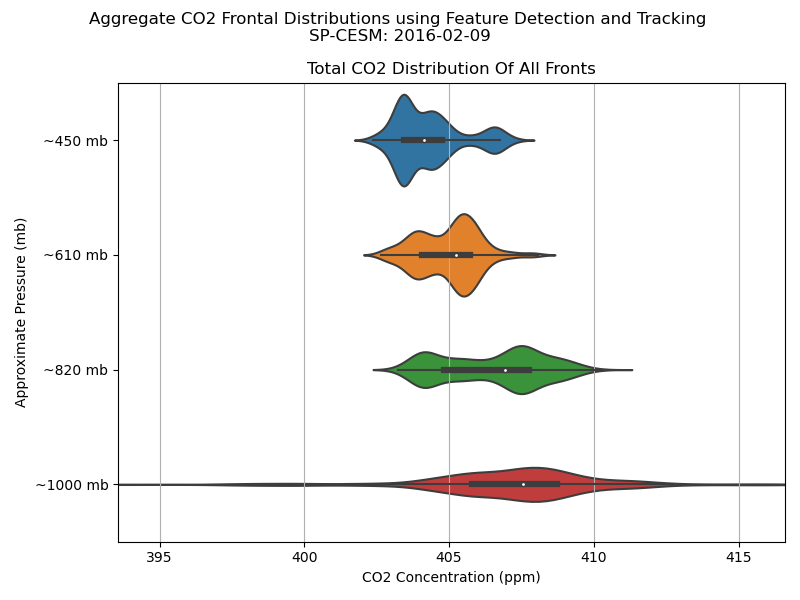 Aggregate CO2 Frontal Distributions using Feature Detection and Tracking
SP-CESM: 2016-02-09
Total CO2 Distribution Of All Fronts
Approximate Pressure (mb)
~450 mb
~610 mb
~820 mb
~1000 mb
395 400 405 410 415
CO2 Concentration (ppm)